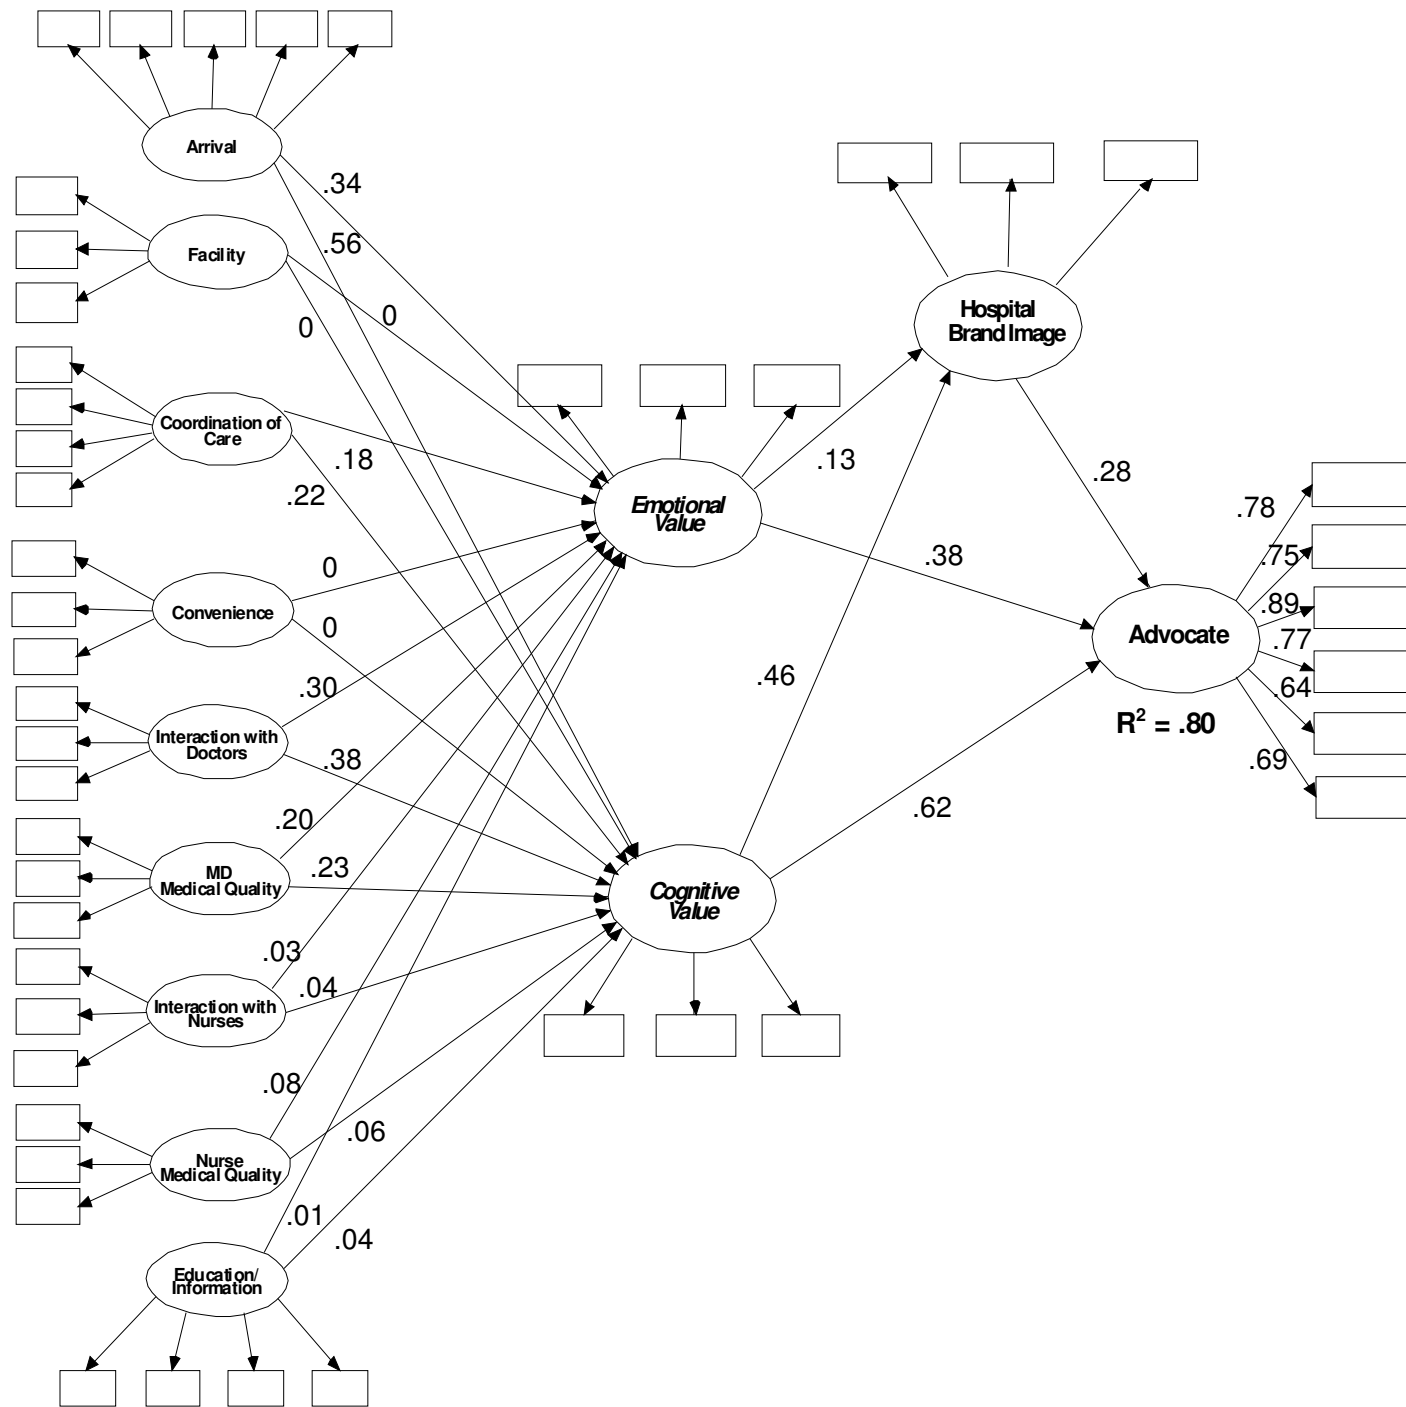 Arrival
.34
.56
Facility
0
0
Hospital
Brand Image
Coordination of
Care
.18
.22
Emotional
Value
.13
.28
.38
.78
.75
.89
.77
.64
.69
Advocate
R² = .80
Convenience
0
0
.30
Interaction with
Doctors
.38
.46
.62
.20
MD
Medical Quality
.23
Cognitive
Value
.03
Interaction with
Nurses
.04
.08
Nurse
Medical Quality
.06
.01
.04
Education/
Information